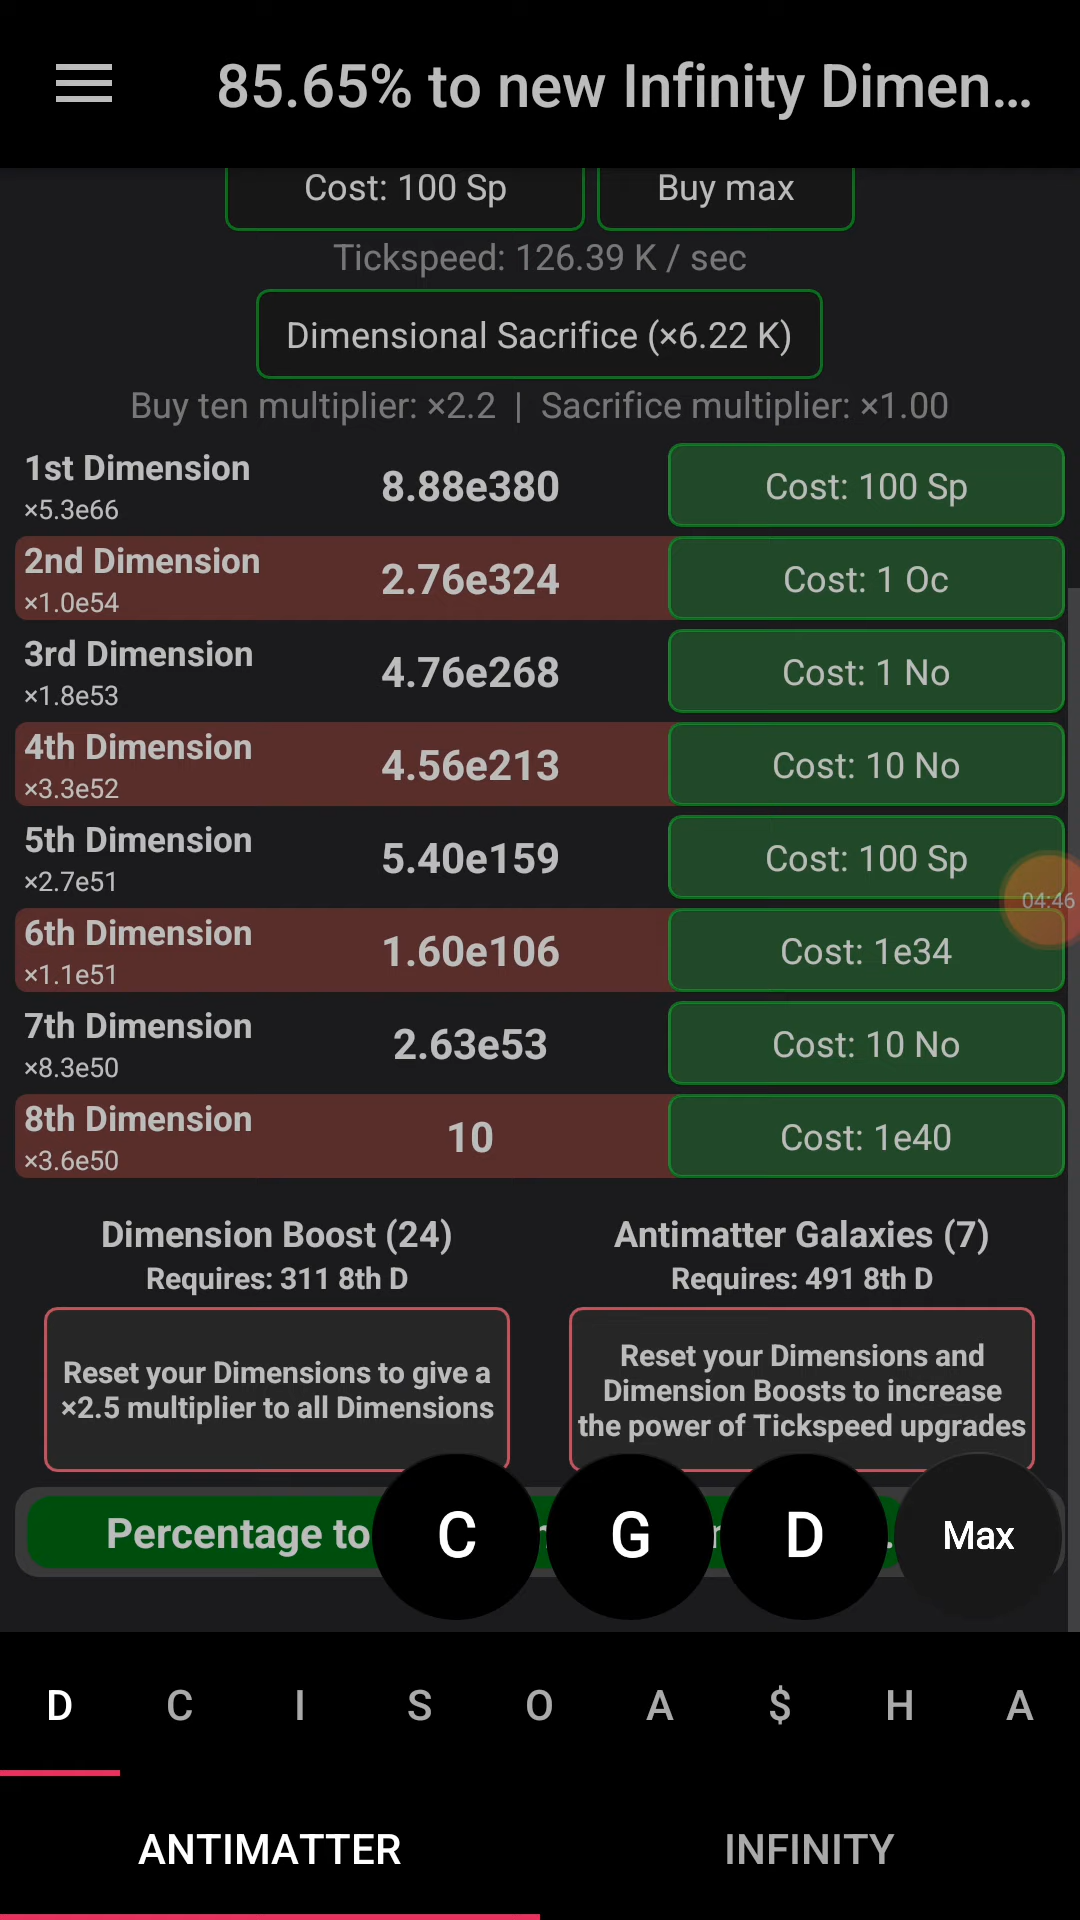 85.65% to new Infinity Dimen...
Cost: 100 Sp
Buy max
Tickspeed: 126.39 K / sec
Dimensional Sacrifice (×6.22 K)
Buy ten multiplier: ×2.2 | Sacrifice multiplier: ×1.00
1st Dimension
×5.3e66
8.88e380
Cost: 100 Sp
2nd Dimension
×1.0e54
2.76e324
Cost: 1 Oc
3rd Dimension
×1.8e53
4.76e268
Cost: 1 No
4th Dimension
×3.3e52
4.56e213
Cost: 10 No
5th Dimension
×2.7e51
5.40e159
Cost: 100 Sp
04:46
6th Dimension
×1.1e51
1.60e106
Cost: 1e34
7th Dimension
×8.3e50
2.63e53
Cost: 10 No
8th Dimension
×3.6e50
10
Cost: 1e40
Dimension Boost (24)
Requires: 311 8th D
Reset your Dimensions to give a
×2.5 multiplier to all Dimensions
Antimatter Galaxies (7)
Requires: 491 8th D
Reset your Dimensions and
Dimension Boosts to increase
the power of Tickspeed upgrades
Percentage to
C G D Max
D C I S O A $ H A
ANTIMATTER INFINITY